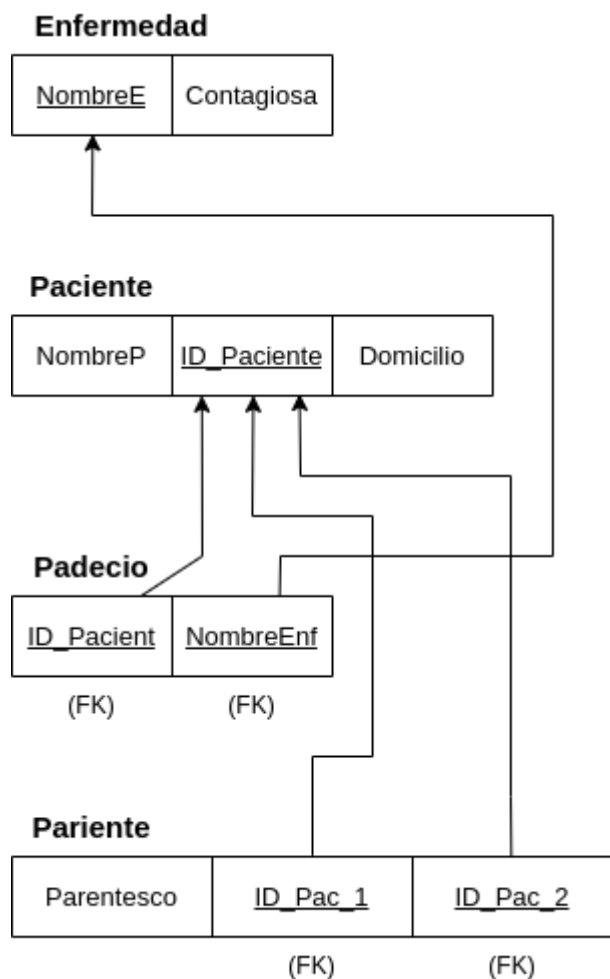 Enfermedad
NombreE Contagiosa
Paciente
NombreP ID_Paciente Domicilio
Padecio
ID_Pacient NombreEnf
(FK) (FK)
Pariente
Parentesco ID_Pac_1 ID_Pac_2
(FK) (FK)